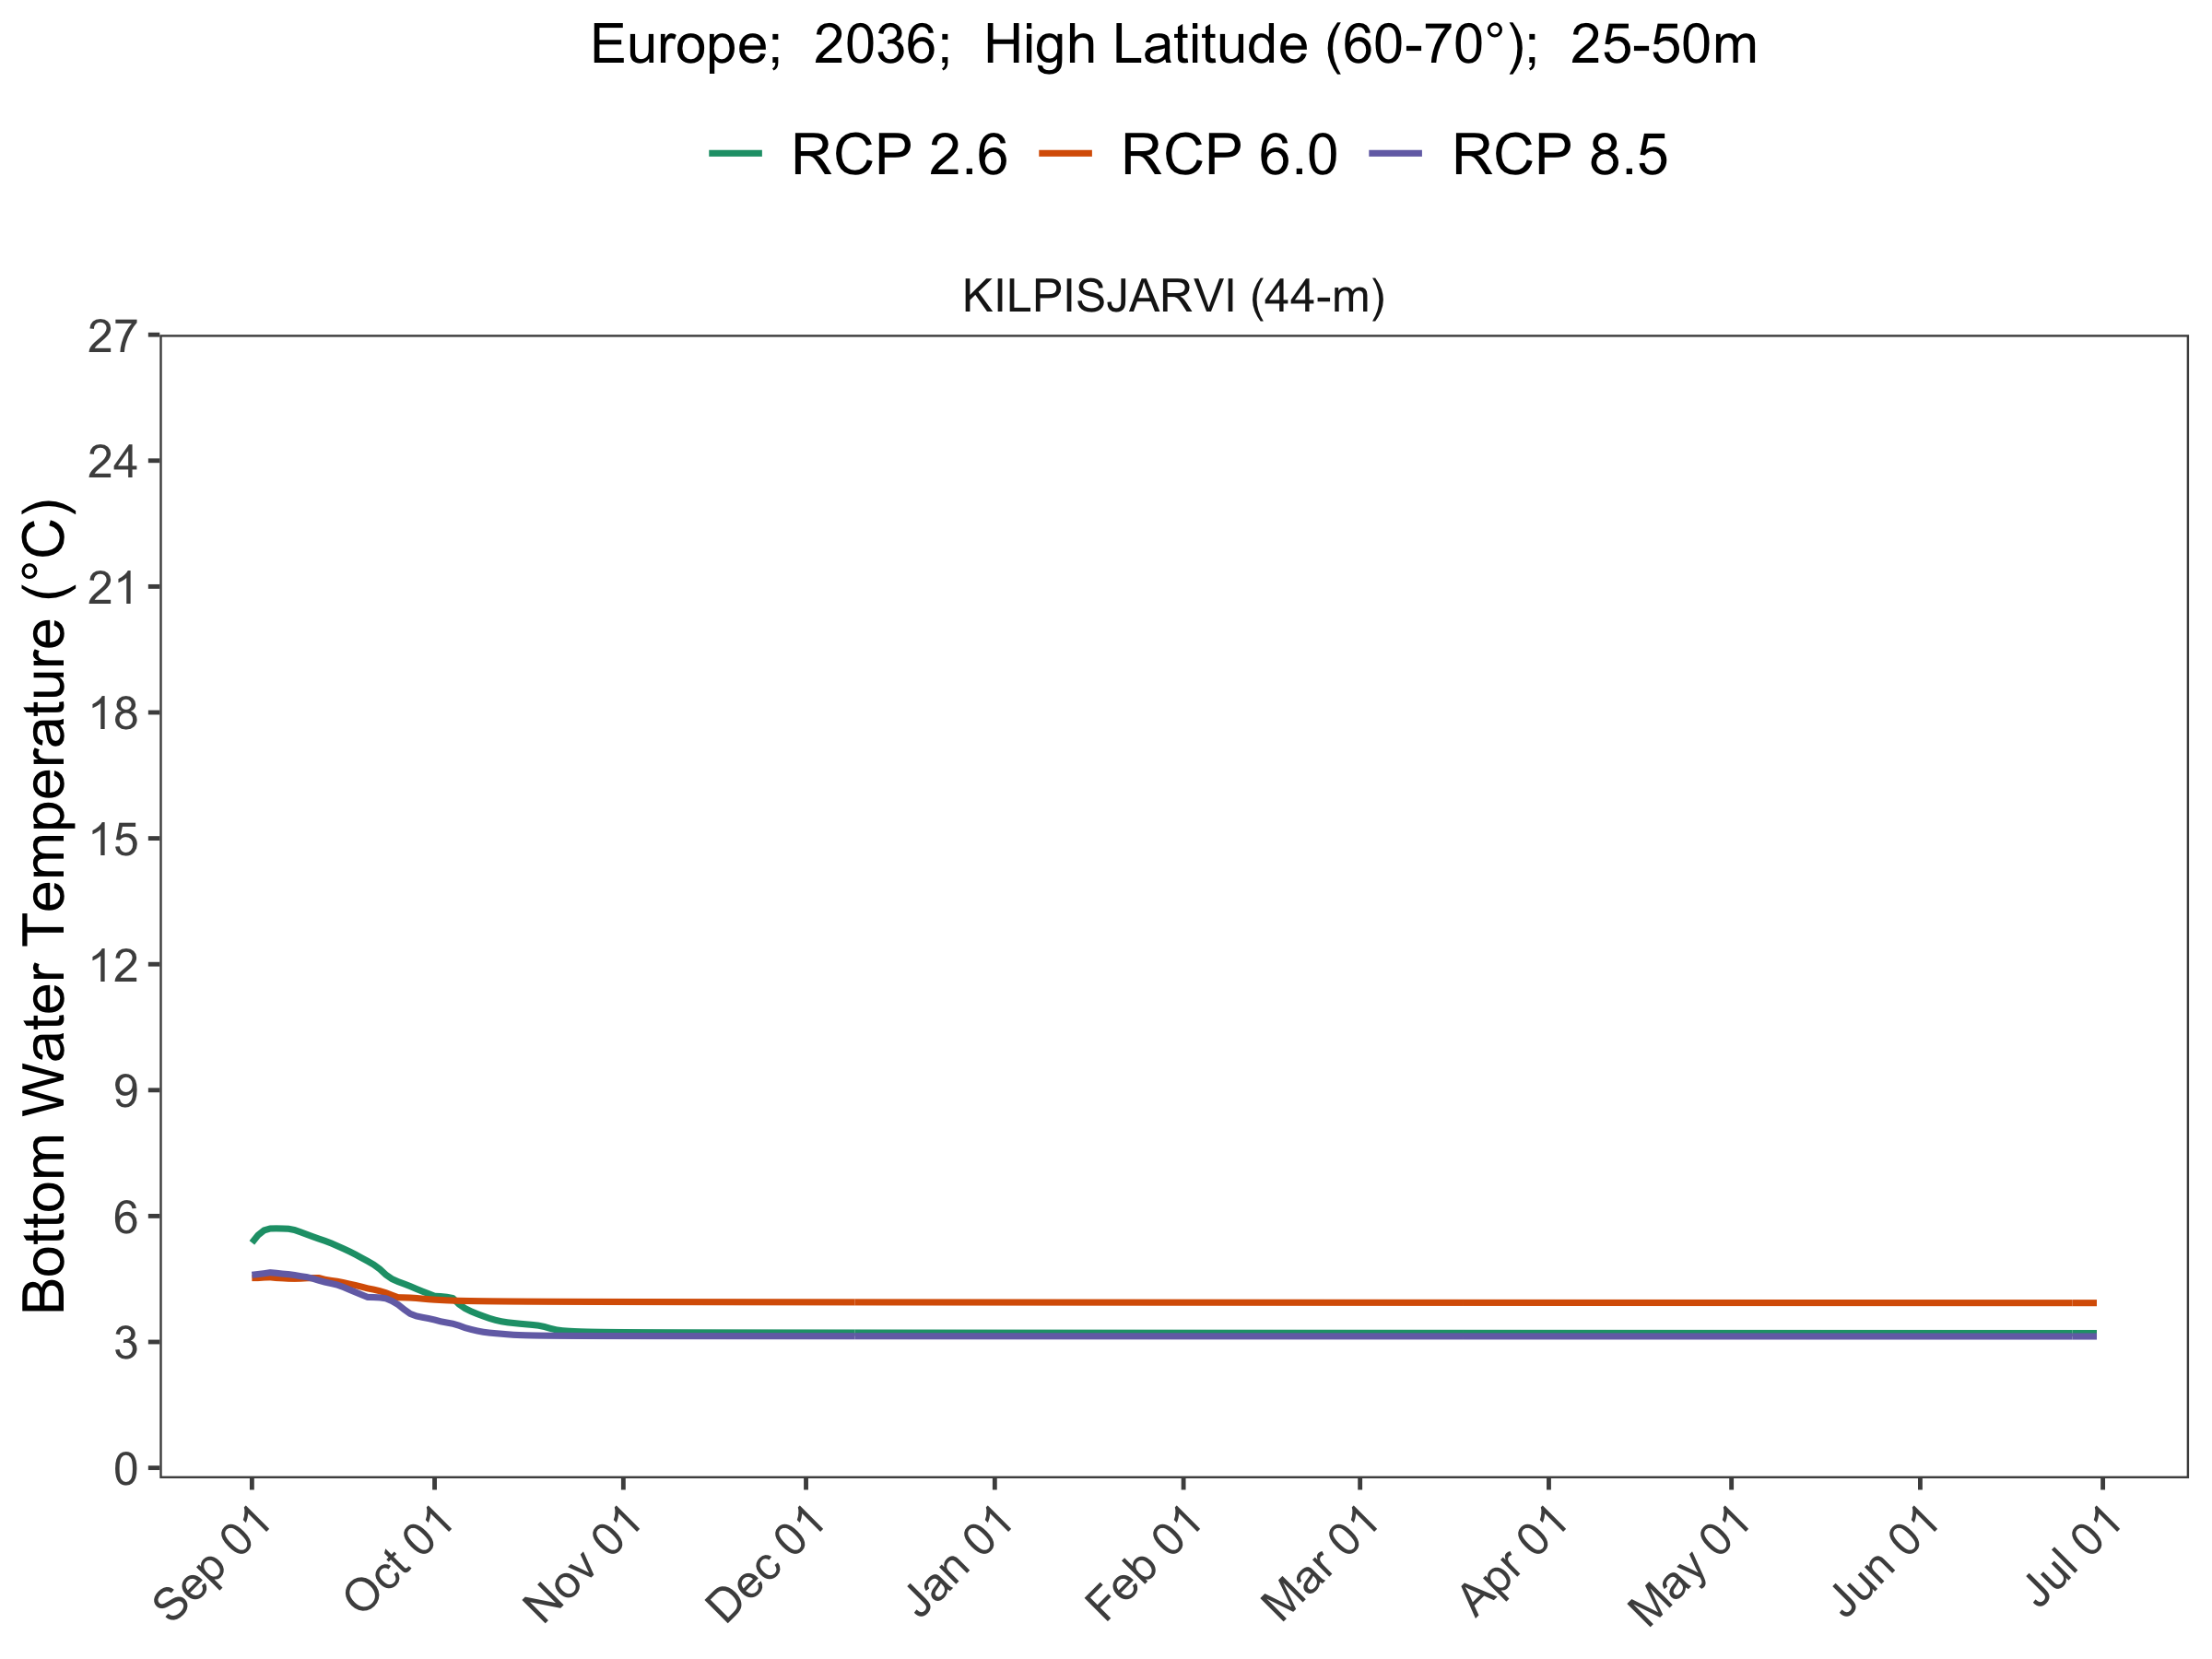 Europe;  2036;  High Latitude (60-70°);  25-50m
RCP 2.6 RCP 6.0 RCP 8.5
KILPISJARVI (44-m)
Bottom Water Temperature (°C)
27
24
21
18
15
12
9
6
3
0
Sep 01 Oct 01 Nov 01 Dec 01 Jan 01 Feb 01 Mar 01 Apr 01 May 01 Jun 01 Jul 01